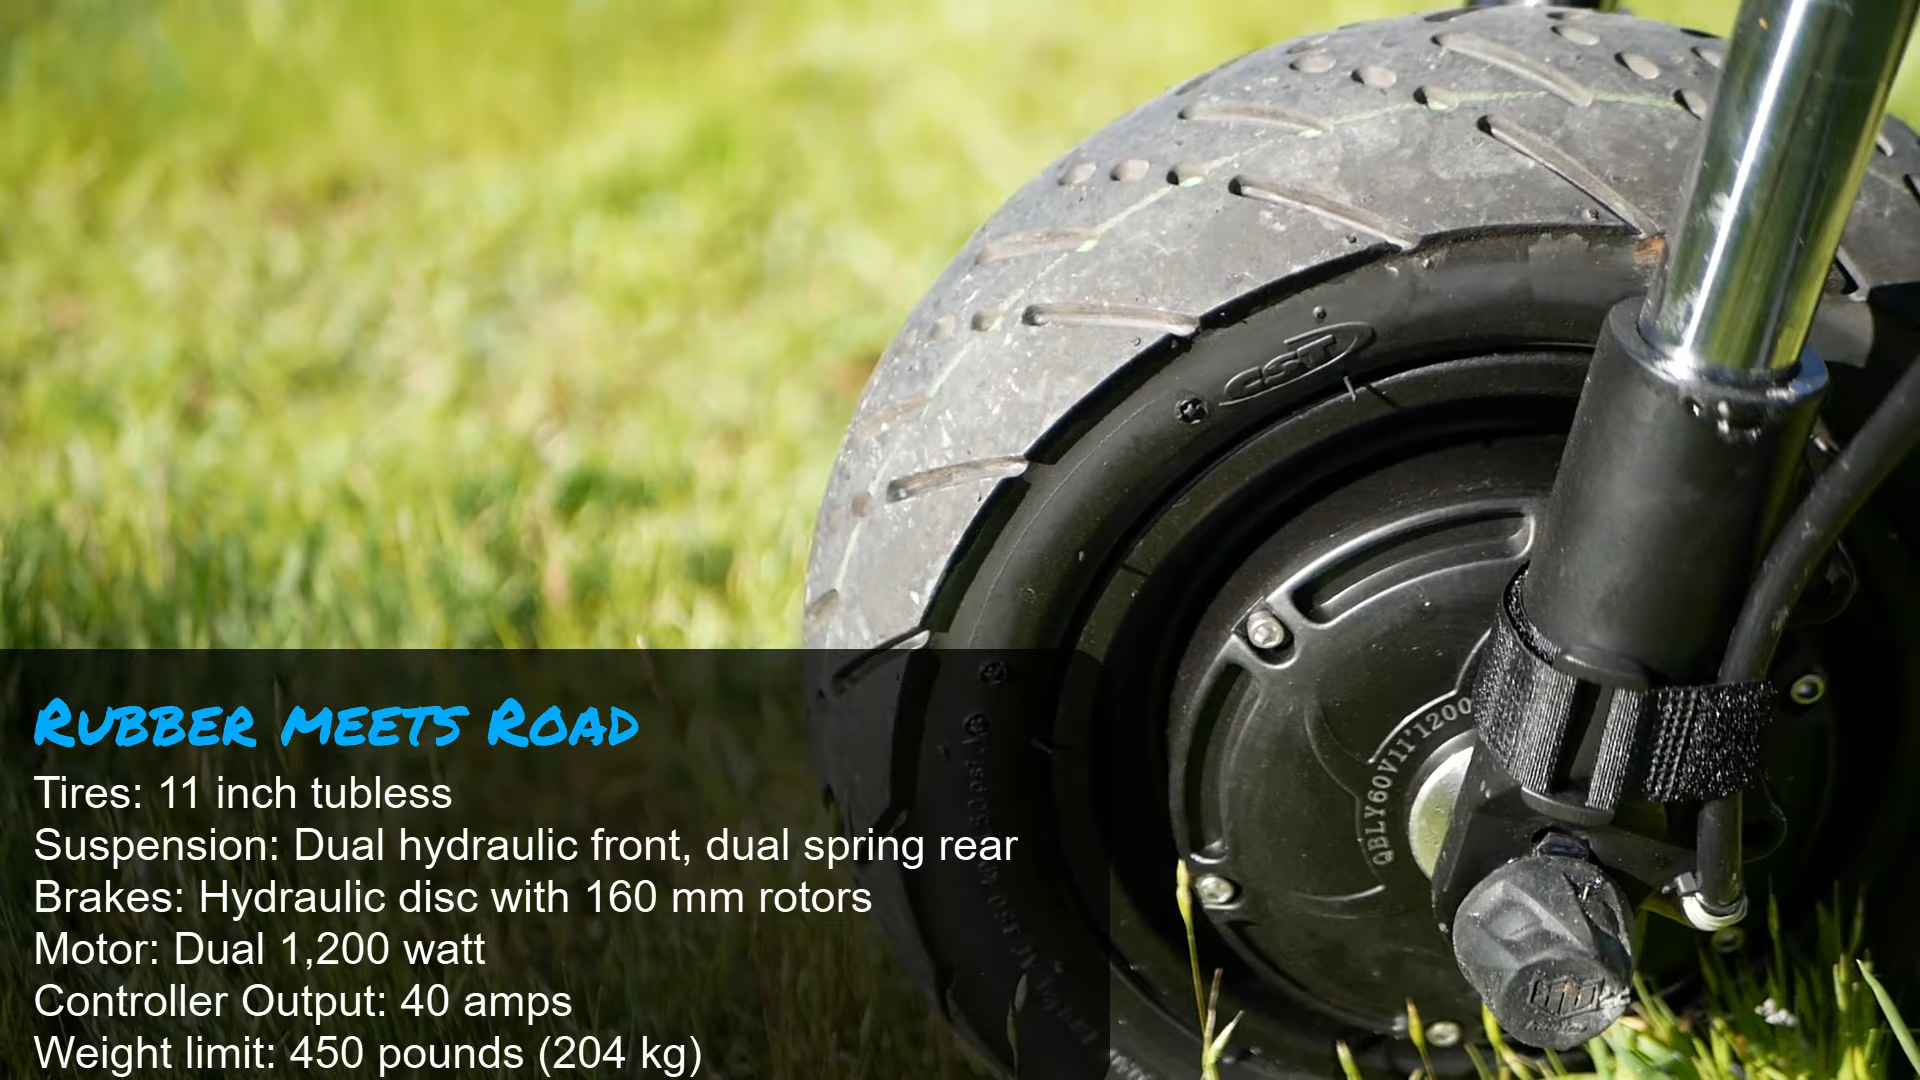 CST
QBLY60V11'1200
RUBBER MEETS ROAD
Tires: 11 inch tubless
Suspension: Dual hydraulic front, dual spring rear
Brakes: Hydraulic disc with 160 mm rotors
Motor: Dual 1,200 watt
Controller Output: 40 amps
Weight limit: 450 pounds (204 kg)